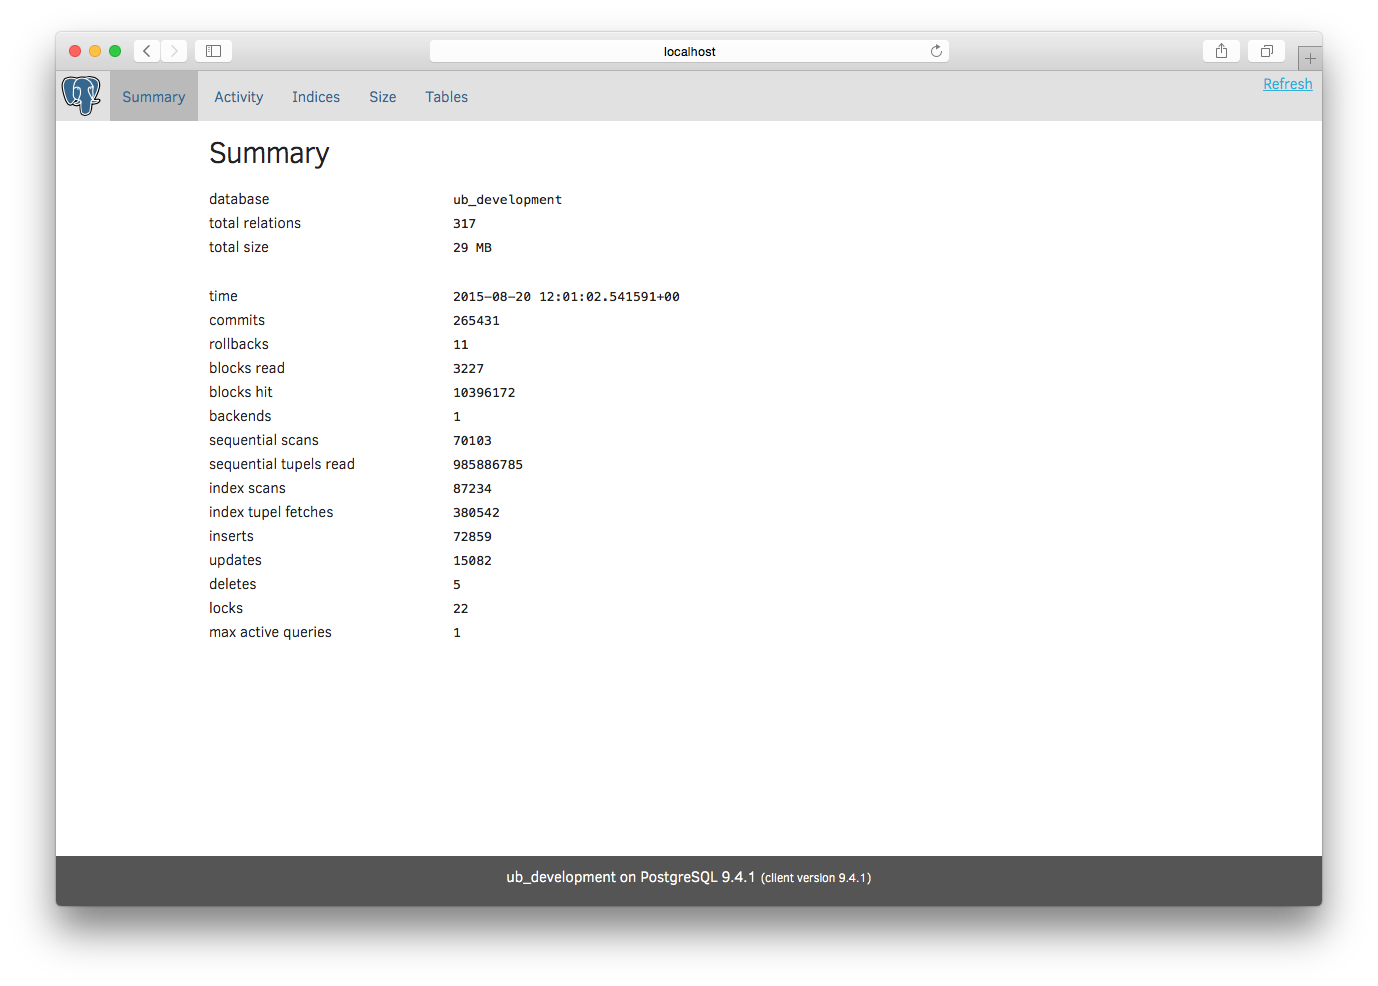 localhost
Refresh
Summary Activity Indices Size Tables
Summary
database ub_development
total relations 317
total size 29 MB
time 2015-08-20 12:01:02.541591+00
commits 265431
rollbacks 11
blocks read 3227
blocks hit 10396172
backends 1
sequential scans 70103
sequential tupels read 985886785
index scans 87234
index tupel fetches 380542
inserts 72859
updates 15082
deletes 5
locks 22
max active queries 1
ub_development on PostgreSQL 9.4.1 (client version 9.4.1)